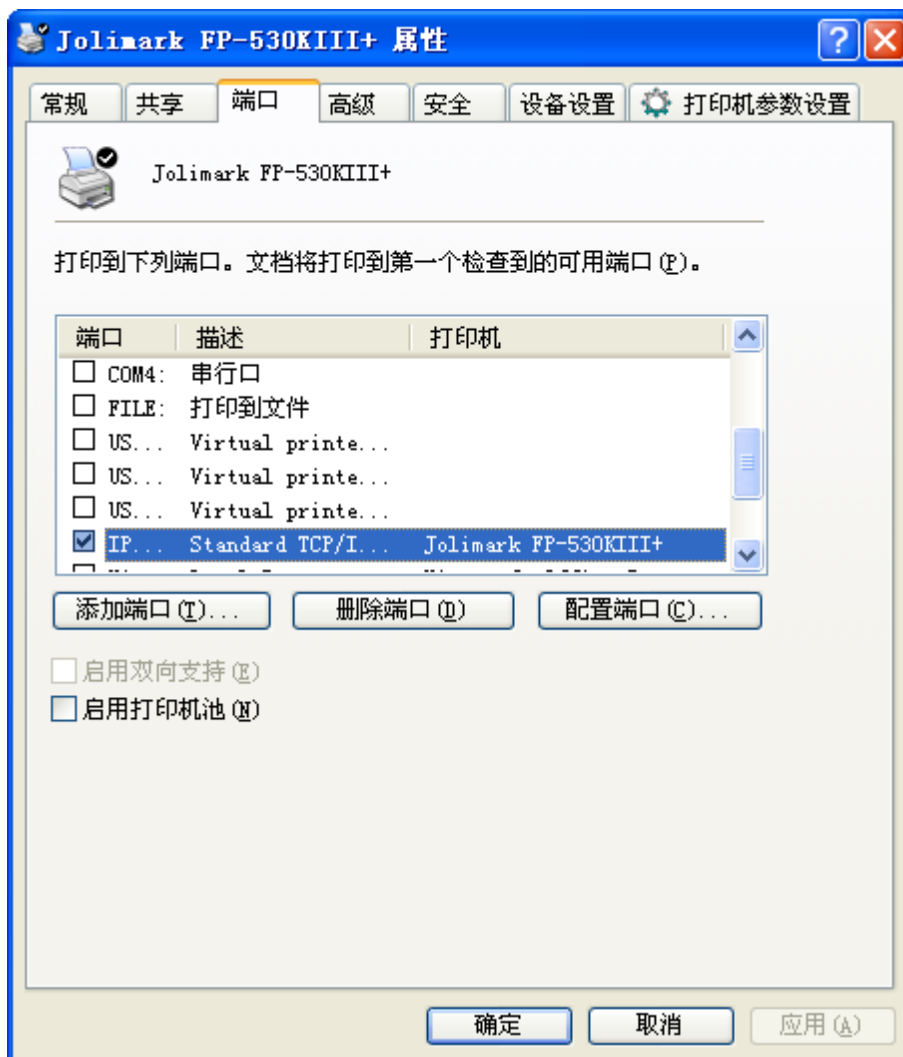 Jolimark FP-530KIII+ 属性
常规 共享 端口 高级 安全 设备设置 打印机参数设置
Jolimark FP-530KIII+
打印到下列端口。文档将打印到第一个检查到的可用端口(P)。
端口 描述 打印机
COM4: 串行口
FILE: 打印到文件
US... Virtual printe...
US... Virtual printe...
US... Virtual printe...
IP... Standard TCP/I... Jolimark FP-530KIII+
添加端口(T)... 删除端口(D) 配置端口(C)...
启用双向支持(E)
启用打印机池(N)
确定 取消 应用(A)